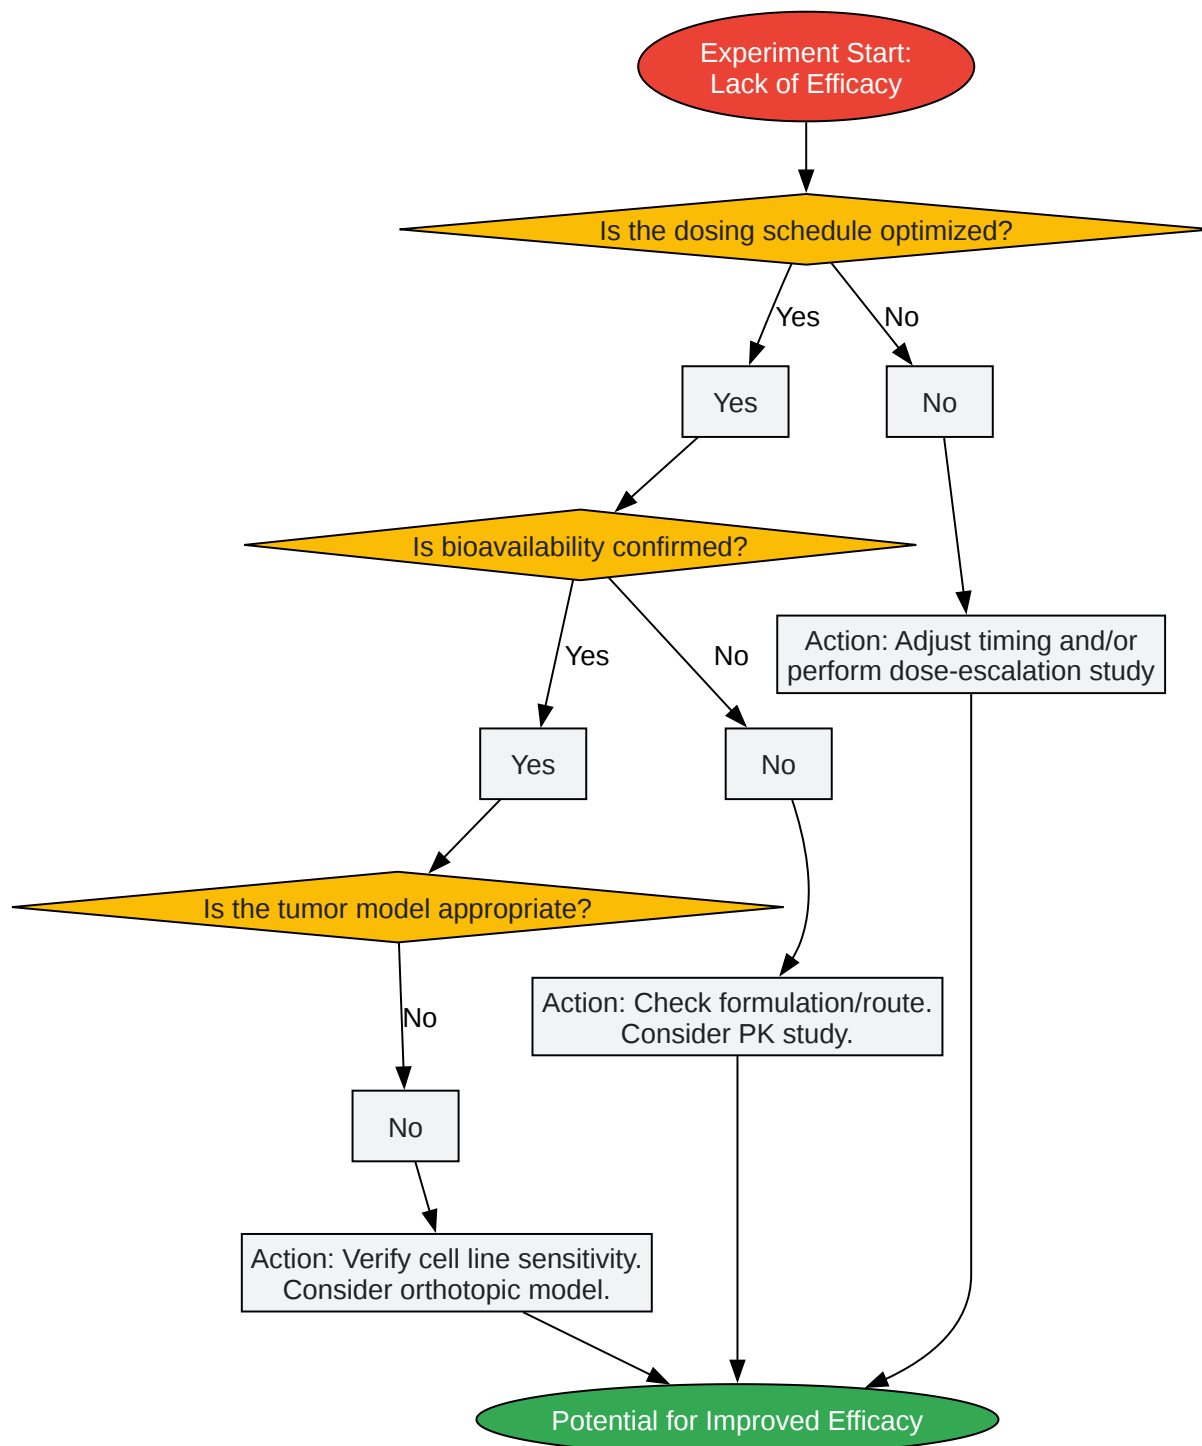 Experiment Start:
Lack of Efficacy
Is the dosing schedule optimized?
Yes
No
Yes
No
Is bioavailability confirmed?
Yes
No
Action: Adjust timing and/or
perform dose-escalation study
Yes
No
Is the tumor model appropriate?
No
Action: Check formulation/route.
Consider PK study.
No
Action: Verify cell line sensitivity.
Consider orthotopic model.
Potential for Improved Efficacy